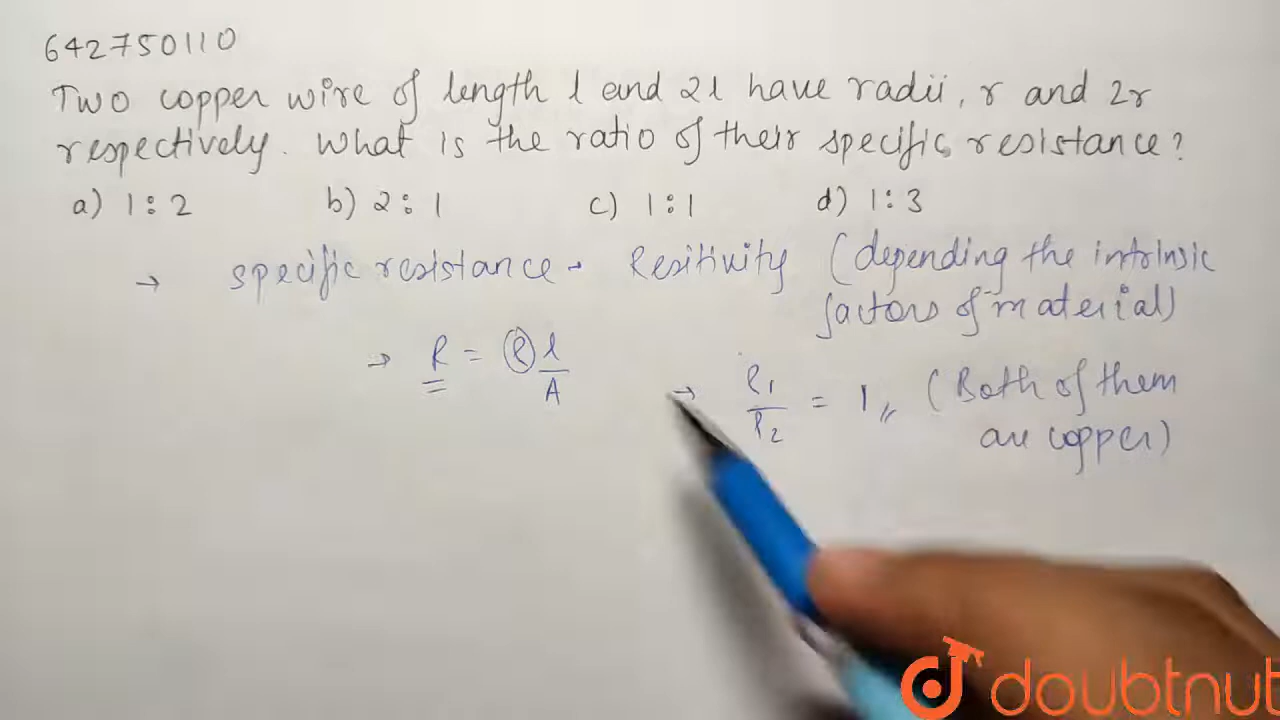 642750110
Two copper wire of length l and 2l have radii, r and 2r
respectively. What is the ratio of their specific resistance?
a) 1:2 b) 2:1 c) 1:1 d) 1:3
→ specific resistance - Resitivity (depending the intrinsic
factors of material)
→ R = ρ l/A
→ ρ1/ρ2 = 1,, (Both of them
are copper)
doubtnut